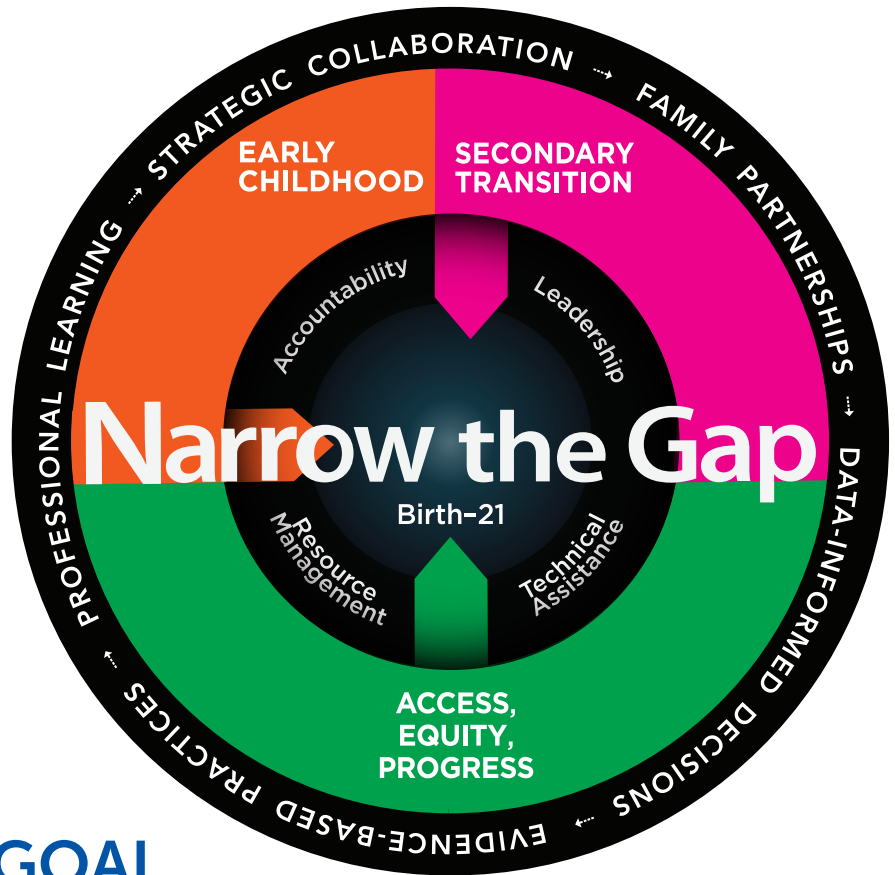 STRATEGIC COLLABORATION → FAMILY PARTNERSHIPS → DATA-INFORMED DECISIONS → EVIDENCE-BASED PRACTICES → PROFESSIONAL LEARNING →
EARLY
CHILDHOOD
SECONDARY
TRANSITION
Accountability
Leadership
Narrow the Gap
Birth–21
Resource
Management
Technical
Assistance
ACCESS,
EQUITY,
PROGRESS
GOAL